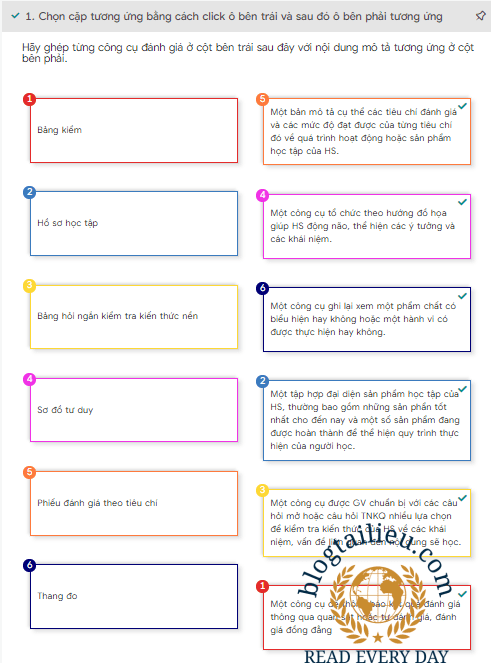 1. Chọn cặp tương ứng bằng cách click ô bên trái và sau đó ô bên phải tương ứng
Hãy ghép từng công cụ đánh giá ở cột bên trái sau đây với nội dung mô tả tương ứng ở cột
bên phải.
1
Bảng kiểm
5
Một bản mô tả cụ thể các tiêu chí đánh giá
và các mức độ đạt được của từng tiêu chí
đó về quá trình hoạt động hoặc sản phẩm
học tập của HS.
2
Hồ sơ học tập
4
Một công cụ tổ chức theo hướng đồ họa
giúp HS động não, thể hiện các ý tưởng và
các khái niệm.
3
Bảng hỏi ngắn kiểm tra kiến thức nền
6
Một công cụ ghi lại xem một phẩm chất có
biểu hiện hay không hoặc một hành vi có
được thực hiện hay không.
4
Sơ đồ tư duy
2
Một tập hợp đại diện sản phẩm học tập của
HS, thường bao gồm những sản phẩm tốt
nhất cho đến nay và một số sản phẩm đang
được hoàn thành để thể hiện quy trình thực
hiện của người học.
5
Phiếu đánh giá theo tiêu chí
3
Một công cụ được GV chuẩn bị với các câu
hỏi mở hoặc câu hỏi TNKQ nhiều lựa chọn
để kiểm tra kiến thức của HS về các khái
niệm, vấn đề liên quan đến nội dung sẽ học.
6
Thang đo
1
Một công cụ để thông báo kết quả đánh giá
thông qua quan sát hoặc tự đánh giá, đánh
giá đồng đẳng
blogtailieu.com
READ EVERY DAY